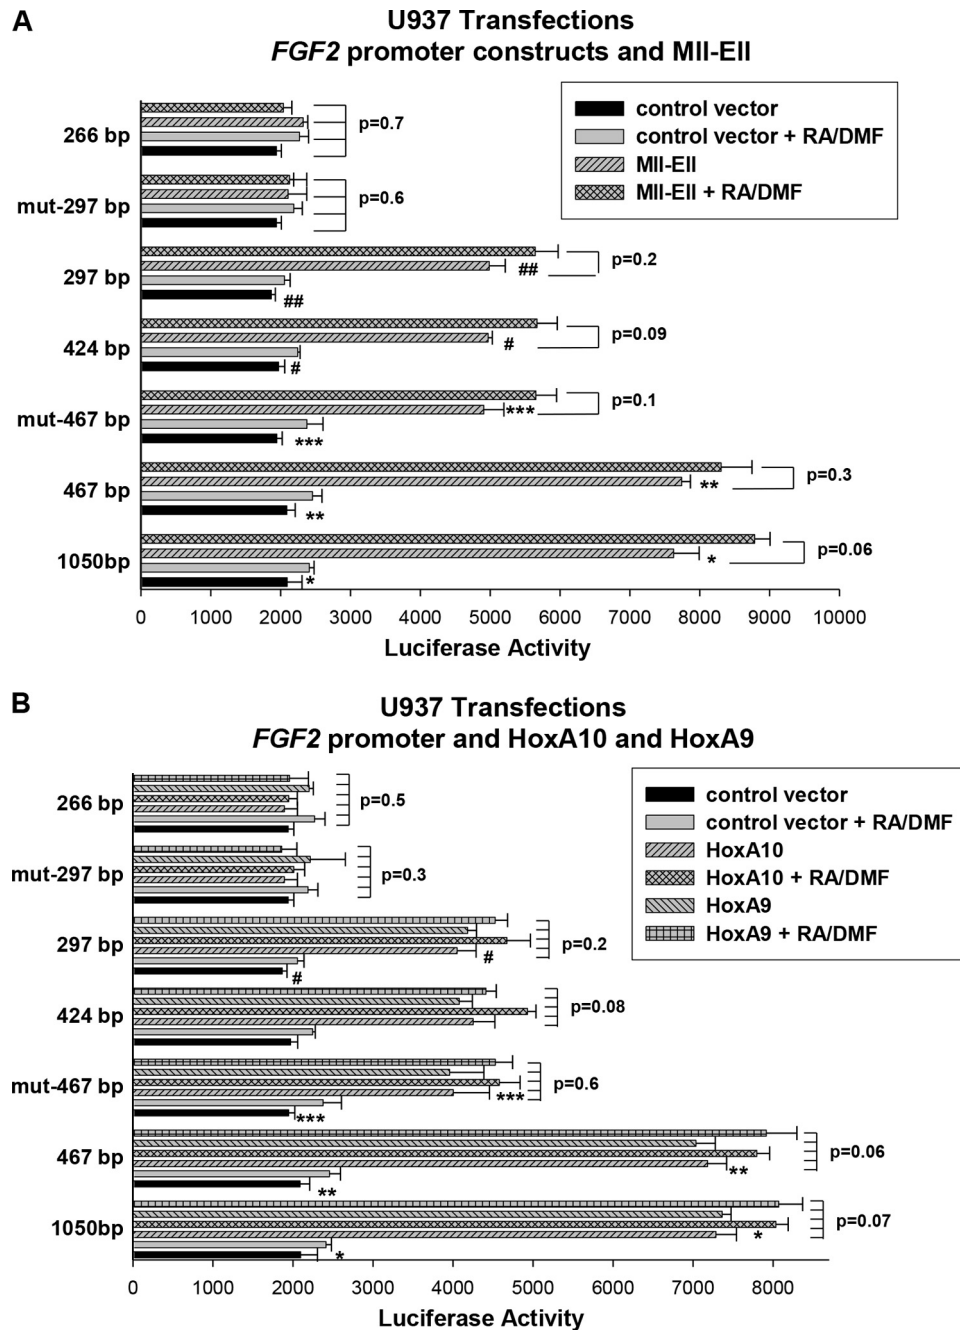 A
U937 Transfections
FGF2 promoter constructs and Mll-Ell
control vector
control vector + RA/DMF
Mll-Ell
Mll-Ell + RA/DMF
266 bp
p=0.7
mut-297 bp
p=0.6
297 bp
##
##
p=0.2
424 bp
#
#
p=0.09
mut-467 bp
***
***
p=0.1
467 bp
**
**
p=0.3
1050bp
*
*
p=0.06
0 1000 2000 3000 4000 5000 6000 7000 8000 9000 10000
Luciferase Activity
B
U937 Transfections
FGF2 promoter and HoxA10 and HoxA9
control vector
control vector + RA/DMF
HoxA10
HoxA10 + RA/DMF
HoxA9
HoxA9 + RA/DMF
266 bp
p=0.5
mut-297 bp
p=0.3
297 bp
#
#
p=0.2
424 bp
p=0.08
mut-467 bp
***
***
p=0.6
467 bp
**
**
p=0.06
1050bp
*
*
p=0.07
0 1000 2000 3000 4000 5000 6000 7000 8000
Luciferase Activity